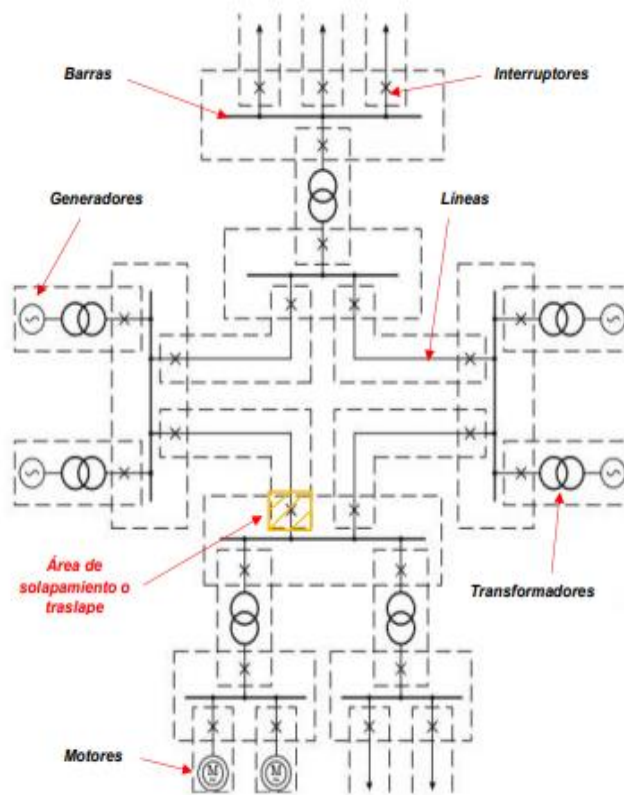 Barras
Interruptores
Generadores
Líneas
Área de
solapamiento o
traslape
Transformadores
Motores
M
M